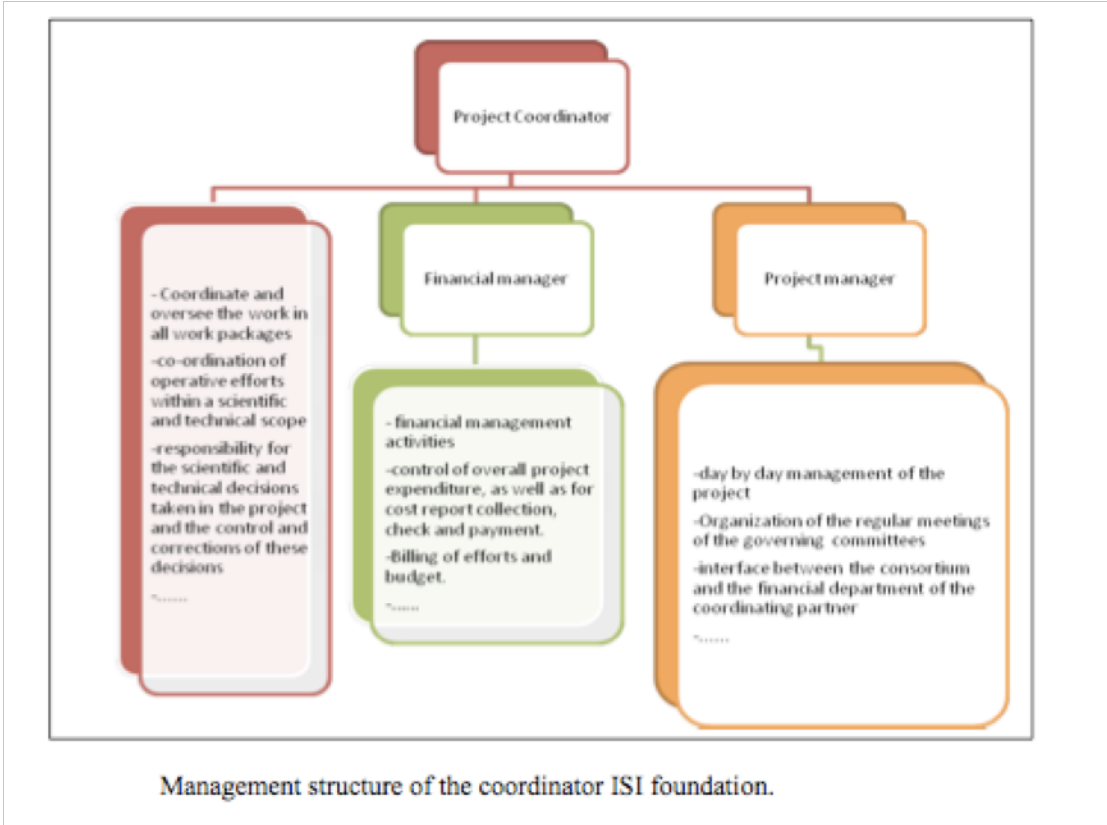 Project Coordinator
Financial manager
Project manager
- Coordinate and
oversee the work in
all work packages
-co-ordination of
operative efforts
within a scientific
and technical scope
-responsibility for
the scientific and
technical decisions
taken in the project
and the control and
corrections of these
decisions
-......
- financial management
activities
-control of overall project
expenditure, as well as for
cost report collection,
check and payment.
-Billing of efforts and
budget.
-......
-day by day management of the
project
-Organization of the regular meetings
of the governing committees
-interface between the consortium
and the financial department of the
coordinating partner
-......
Management structure of the coordinator ISI foundation.